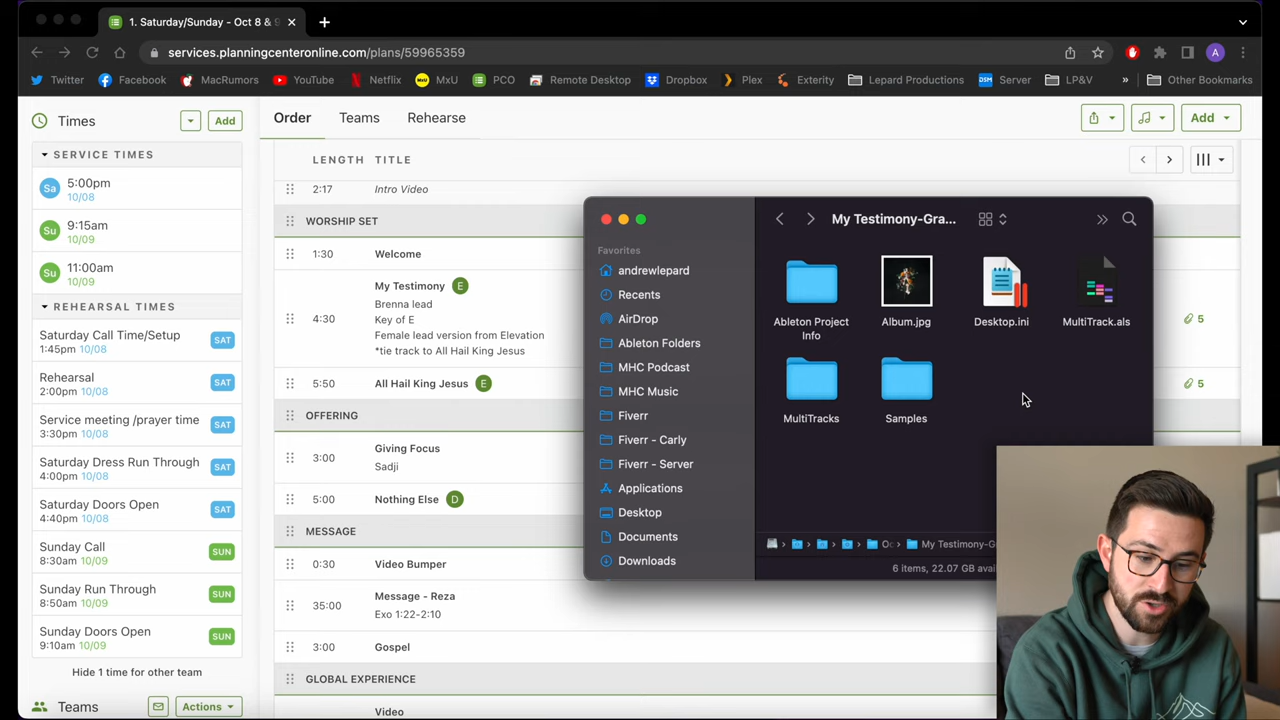 1. Saturday/Sunday - Oct 8 & 9
services.planningcenteronline.com/plans/59965359
A
Twitter
Facebook
MacRumors
YouTube
Netflix
MxU
PCO
Remote Desktop
Dropbox
Plex
Exterity
Lepard Productions
Server
LP&V
»
Other Bookmarks
Times
Add
SERVICE TIMES
Sa
5:00pm
10/08
Su
9:15am
10/09
Su
11:00am
10/09
REHEARSAL TIMES
Saturday Call Time/Setup
1:45pm 10/08
SAT
Rehearsal
2:00pm 10/08
SAT
Service meeting /prayer time
3:30pm 10/08
SAT
Saturday Dress Run Through
4:00pm 10/08
SAT
Saturday Doors Open
4:40pm 10/08
SAT
Sunday Call
8:30am 10/09
SUN
Sunday Run Through
8:50am 10/09
SUN
Sunday Doors Open
9:10am 10/09
SUN
Hide 1 time for other team
Teams
Actions
Order
Teams
Rehearse
Add
LENGTH TITLE
2:17 Intro Video
WORSHIP SET
1:30 Welcome
My Testimony E
Brenna lead
4:30 Key of E
Female lead version from Elevation
*tie track to All Hail King Jesus
5
5:50 All Hail King Jesus E
5
OFFERING
3:00 Giving Focus
Sadji
5:00 Nothing Else D
MESSAGE
0:30 Video Bumper
35:00 Message - Reza
Exo 1:22-2:10
3:00 Gospel
GLOBAL EXPERIENCE
Video
My Testimony-Gra...
Favorites
andrewlepard
Recents
AirDrop
Ableton Folders
MHC Podcast
MHC Music
Fiverr
Fiverr - Carly
Fiverr - Server
Applications
Desktop
Documents
Downloads
Ableton Project
Info
Album.jpg
Desktop.ini
MultiTrack.als
MultiTracks
Samples
My Testimony-G
6 items, 22.07 GB avai